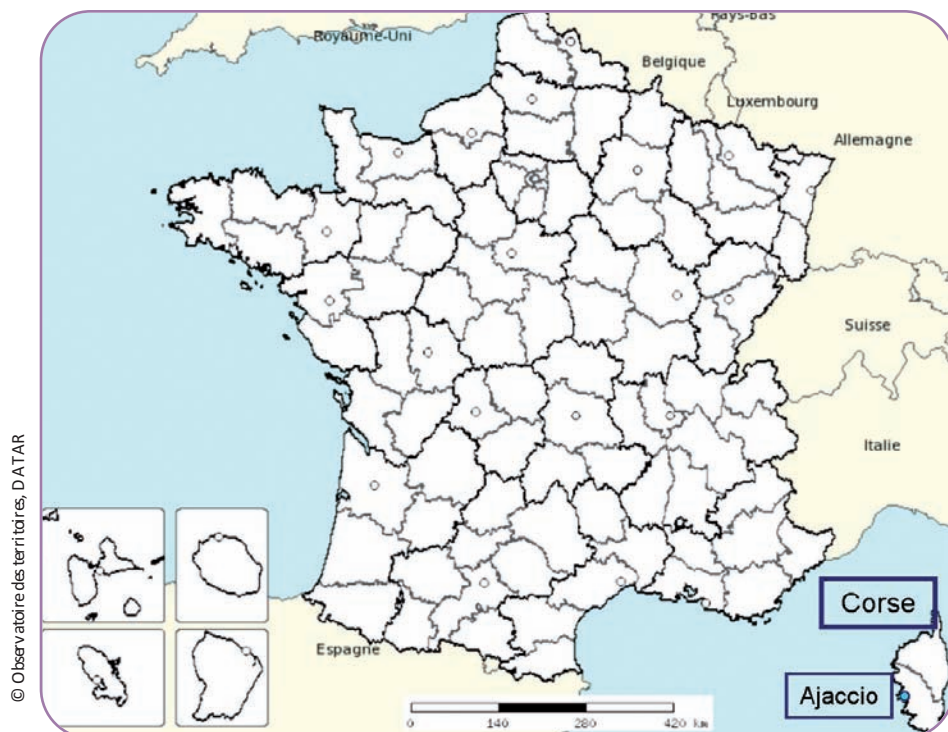 Pays-Bas
Royaume-Uni
Belgique
Luxembourg
Allemagne
Suisse
Italie
Corse
Espagne
Ajaccio
0 140 280 420 km
© Observatoire des territoires, DATAR